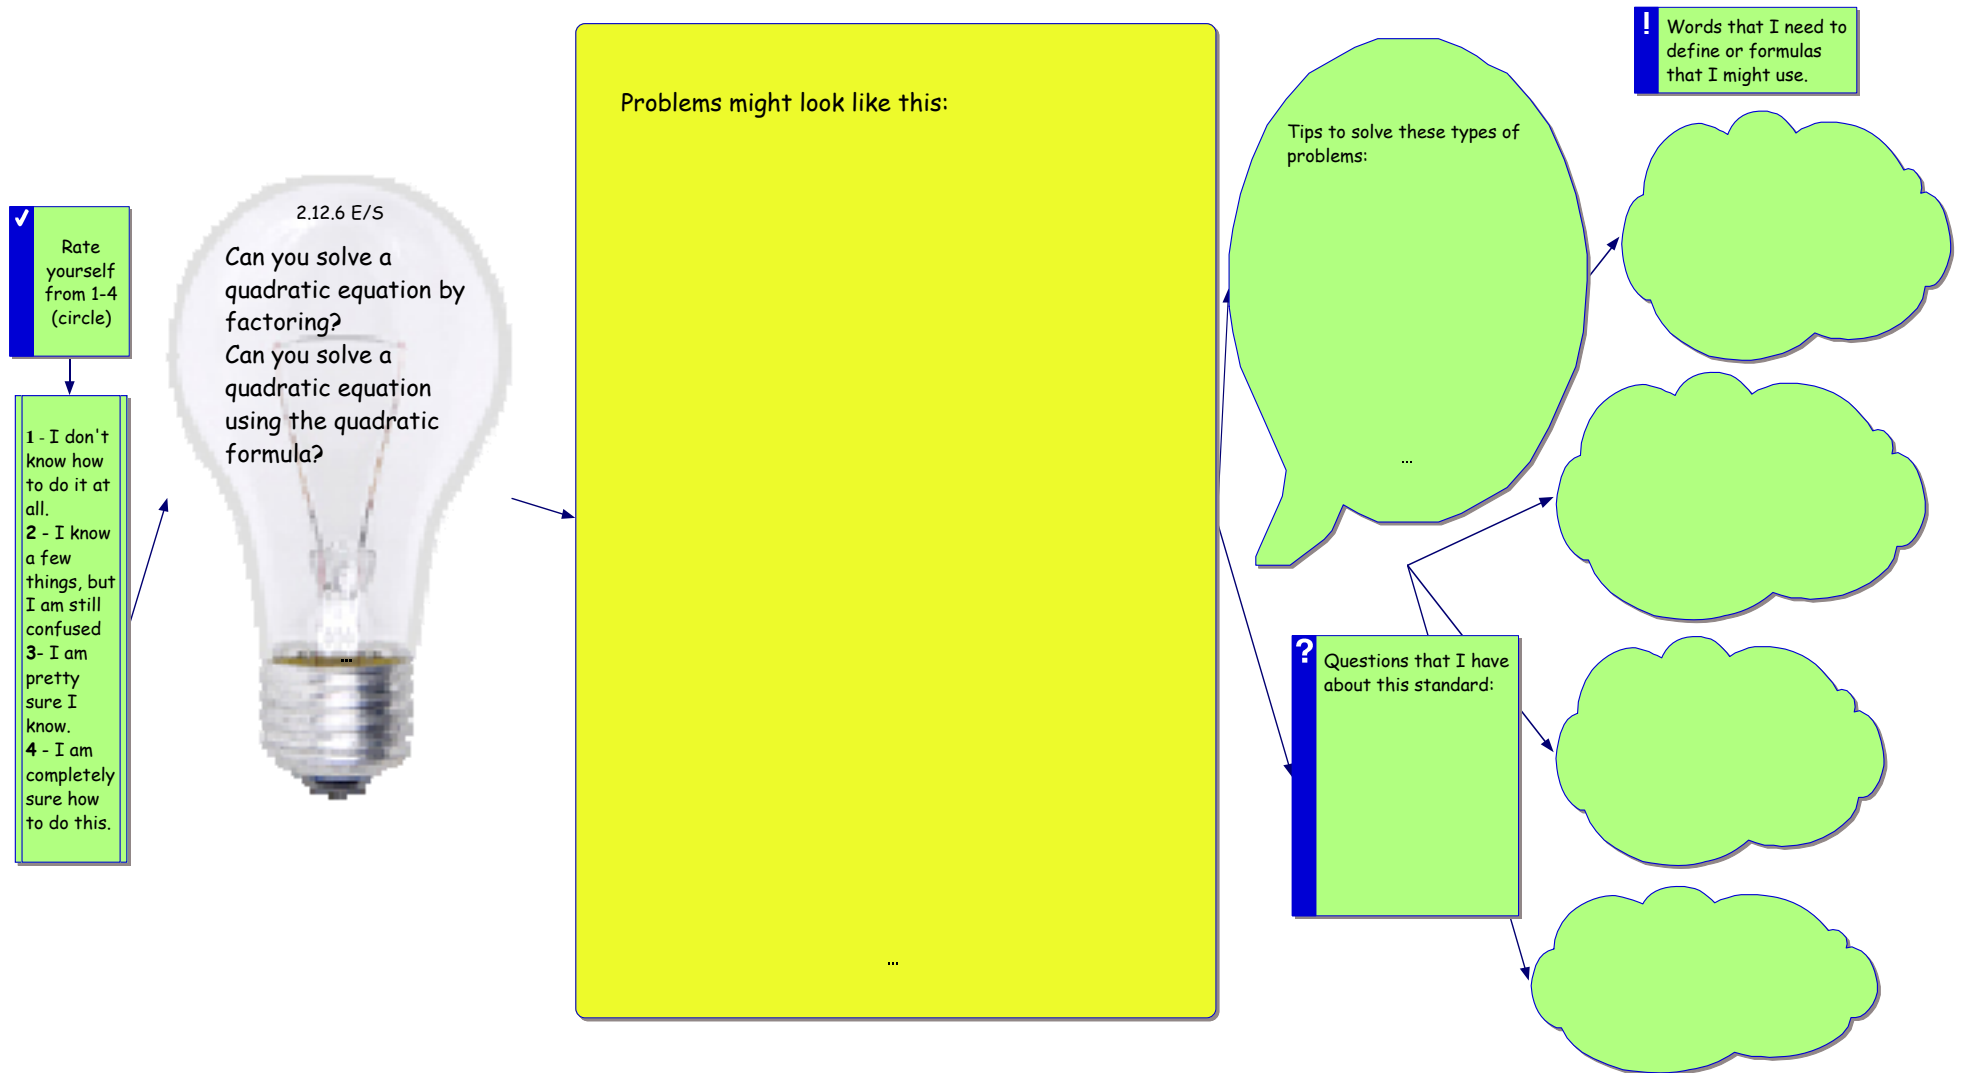 ✓
Rate
yourself
from 1-4
(circle)
1 - I don't
know how
to do it at
all.
2 - I know
a few
things, but
I am still
confused
3- I am
pretty
sure I
know.
4 - I am
completely
sure how
to do this.
2.12.6 E/S
Can you solve a
quadratic equation by
factoring?
Can you solve a
quadratic equation
using the quadratic
formula?
...
Problems might look like this:
...
Tips to solve these types of
problems:
...
?
Questions that I have
about this standard:
!
Words that I need to
define or formulas
that I might use.